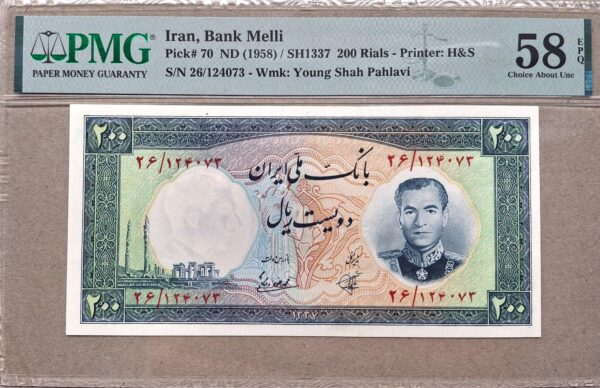 PMG
PAPER MONEY GUARANTY
Iran, Bank Melli
Pick# 70 ND (1958) / SH1337 200 Rials - Printer: H&S
S/N 26/124073 - Wmk: Young Shah Pahlavi
58 EPQ
Choice About Unc
۲۰۰ ۲۰۰
۲۶/۱۲۴۰۷۳ ۲۶/۱۲۴۰۷۳
بانک ملی ایران
دویست ریال
۲۶/۱۲۴۰۷۳ ۲۶/۱۲۴۰۷۳
۲۰۰ ۲۰۰
۱۳۳۷